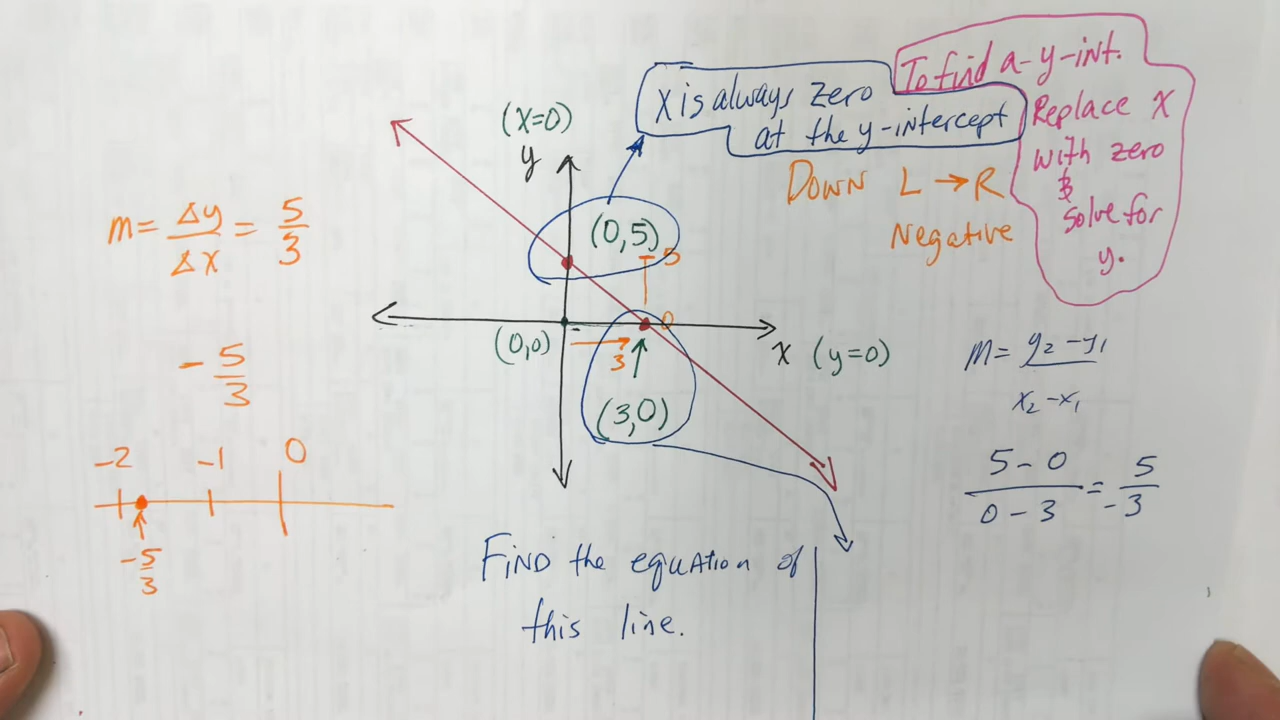 To find a-y-int.
Replace X
with zero
&
Solve for
y.
X is always zero
at the y-intercept
(X=0)
y
DOWN L → R
Negative
m = Δy/Δx = 5/3
(0,5)
5
0
(0,0)
3
x (y=0)
(3,0)
- 5/3
-2 -1 0
-5/3
m = y₂ - y₁
x₂ - x₁
5 - 0 / 0 - 3 = 5/-3
FIND the equation of
this line.